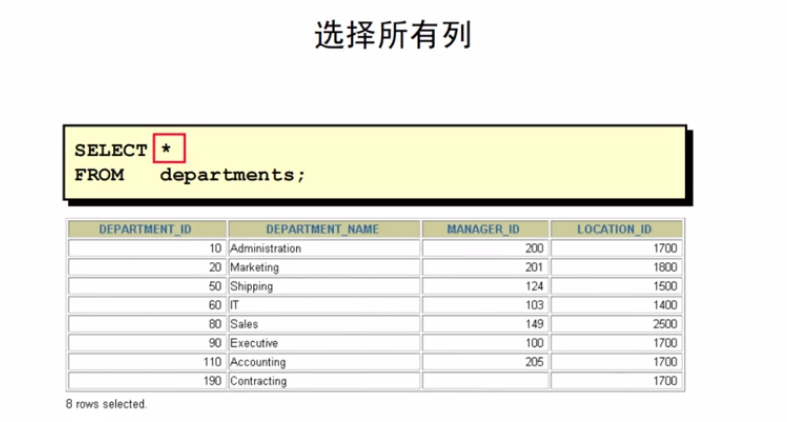 选择所有列
SELECT *
FROM departments;
DEPARTMENT_ID DEPARTMENT_NAME MANAGER_ID LOCATION_ID
10 Administration 200 1700
20 Marketing 201 1800
50 Shipping 124 1500
60 IT 103 1400
80 Sales 149 2500
90 Executive 100 1700
110 Accounting 205 1700
190 Contracting 1700
8 rows selected.